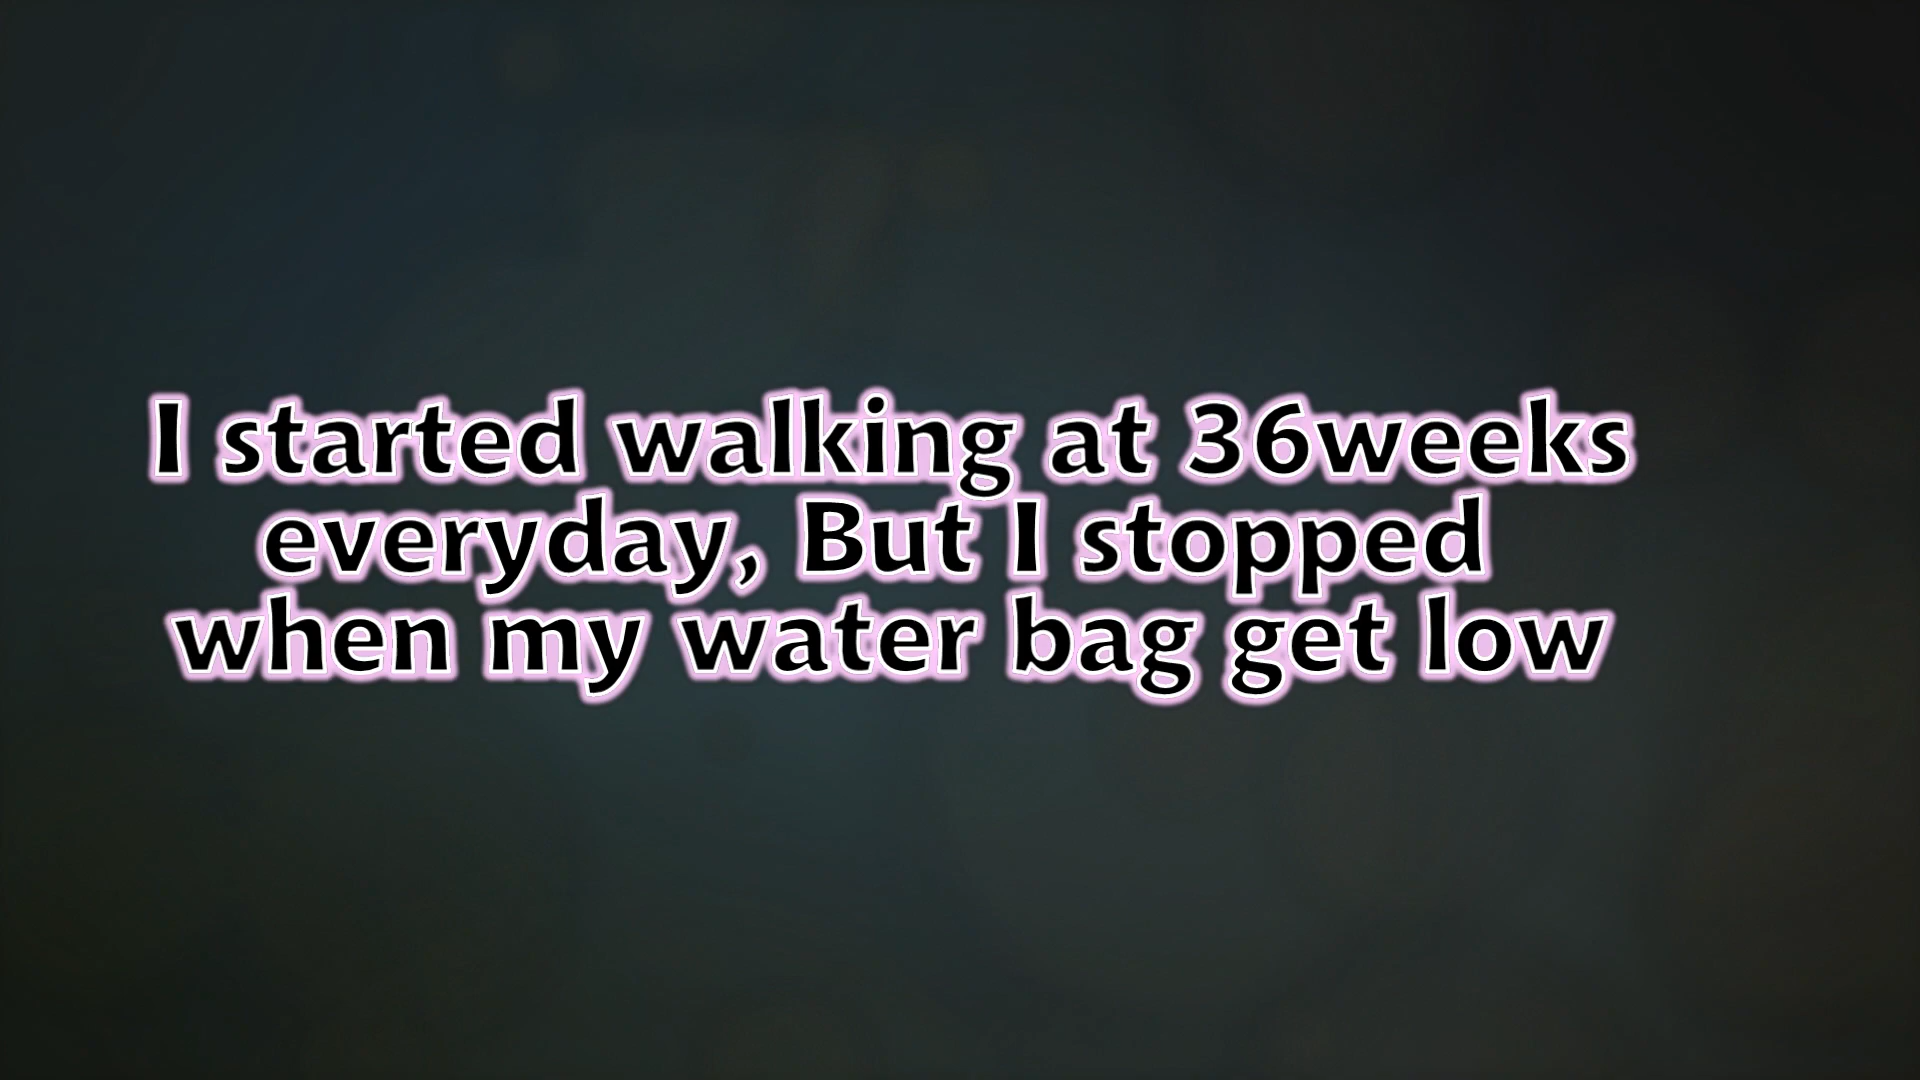 I started walking at 36weeks
everyday, But I stopped
when my water bag get low